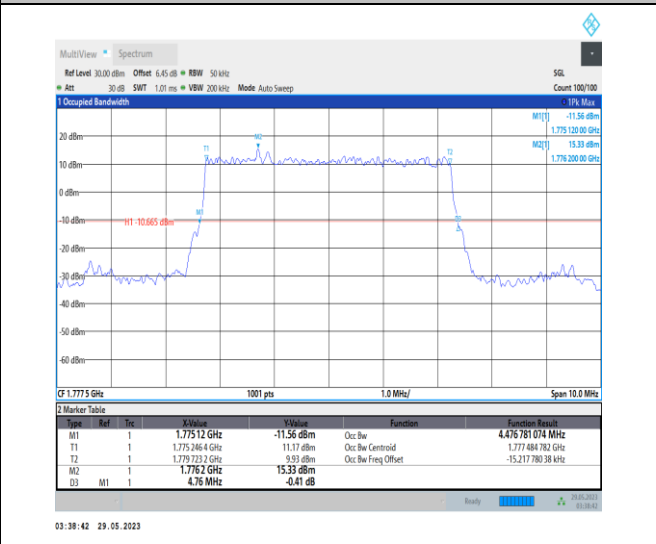 MultiView Spectrum
Ref Level 30.00 dBm Offset 6.45 dB RBW 50 kHz SGL
Att 30 dB SWT 1.01 ms VBW 200 kHz Mode Auto Sweep Count 100/100
1 Occupied Bandwidth 1Pk Max
M1[1] -11.56 dBm
1.775 120 00 GHz
M2[1] 15.33 dBm
1.776 200 00 GHz
20 dBm
M2
T1
T2
10 dBm
0 dBm
M1
-10 dBm
H1 -10.665 dBm
-20 dBm
-30 dBm
-40 dBm
-50 dBm
-60 dBm
CF 1.777 5 GHz 1001 pts 1.0 MHz/ Span 10.0 MHz
2 Marker Table
Type Ref Trc X-Value Y-Value Function Function Result
M1 1 1.775 12 GHz -11.56 dBm Occ Bw 4.476 781 074 MHz
T1 1 1.775 246 4 GHz 11.17 dBm Occ Bw Centroid 1.777 484 782 GHz
T2 1 1.779 723 2 GHz 9.93 dBm Occ Bw Freq Offset -15.217 780 38 kHz
M2 1 1.776 2 GHz 15.33 dBm
D3 M1 1 4.76 MHz -0.41 dB
Ready 29.05.2023
03:38:42
03:38:42 29.05.2023